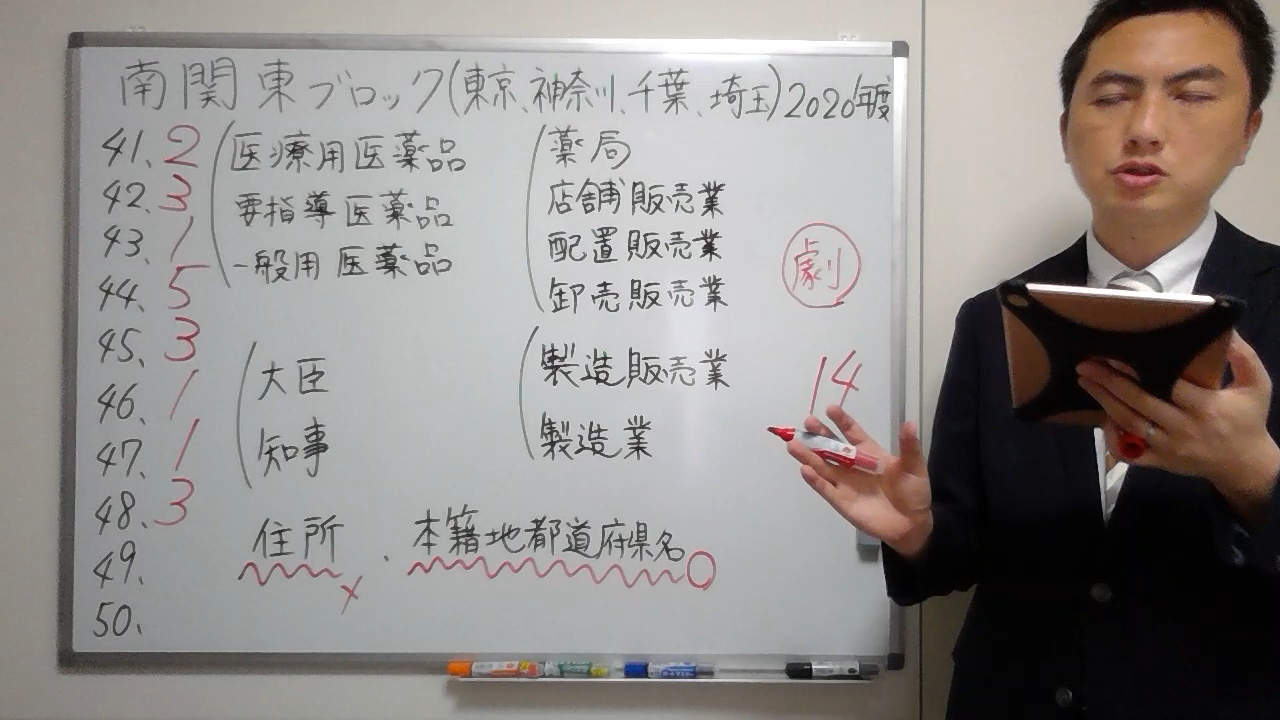 南関東ブロック(東京、神奈川、千葉、埼玉)2020年度
41. 2
42. 3
43. 1
44. 5
45. 3
46. 1
47. 1
48. 3
49.
50.
医療用医薬品
要指導医薬品
一般用医薬品
薬局
店舗販売業
配置販売業
卸売販売業
劇
大臣
知事
製造販売業
製造業
14
住所 . 本籍地都道府県名
× ○